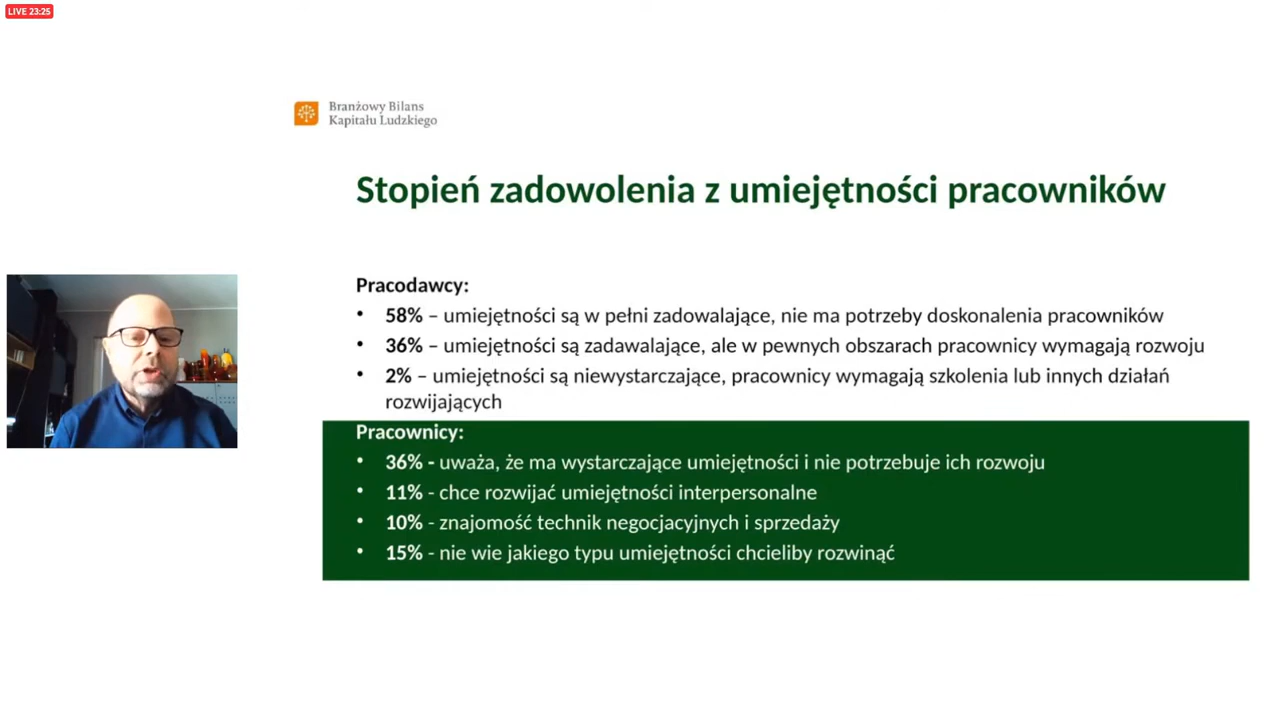 LIVE 23:25
Branżowy Bilans
Kapitału Ludzkiego
Stopień zadowolenia z umiejętności pracowników
Pracodawcy:
• 58% – umiejętności są w pełni zadowalające, nie ma potrzeby doskonalenia pracowników
• 36% – umiejętności są zadawalające, ale w pewnych obszarach pracownicy wymagają rozwoju
• 2% – umiejętności są niewystarczające, pracownicy wymagają szkolenia lub innych działań
rozwijających
Pracownicy:
• 36% - uważa, że ma wystarczające umiejętności i nie potrzebuje ich rozwoju
• 11% - chce rozwijać umiejętności interpersonalne
• 10% - znajomość technik negocjacyjnych i sprzedaży
• 15% - nie wie jakiego typu umiejętności chcieliby rozwinąć